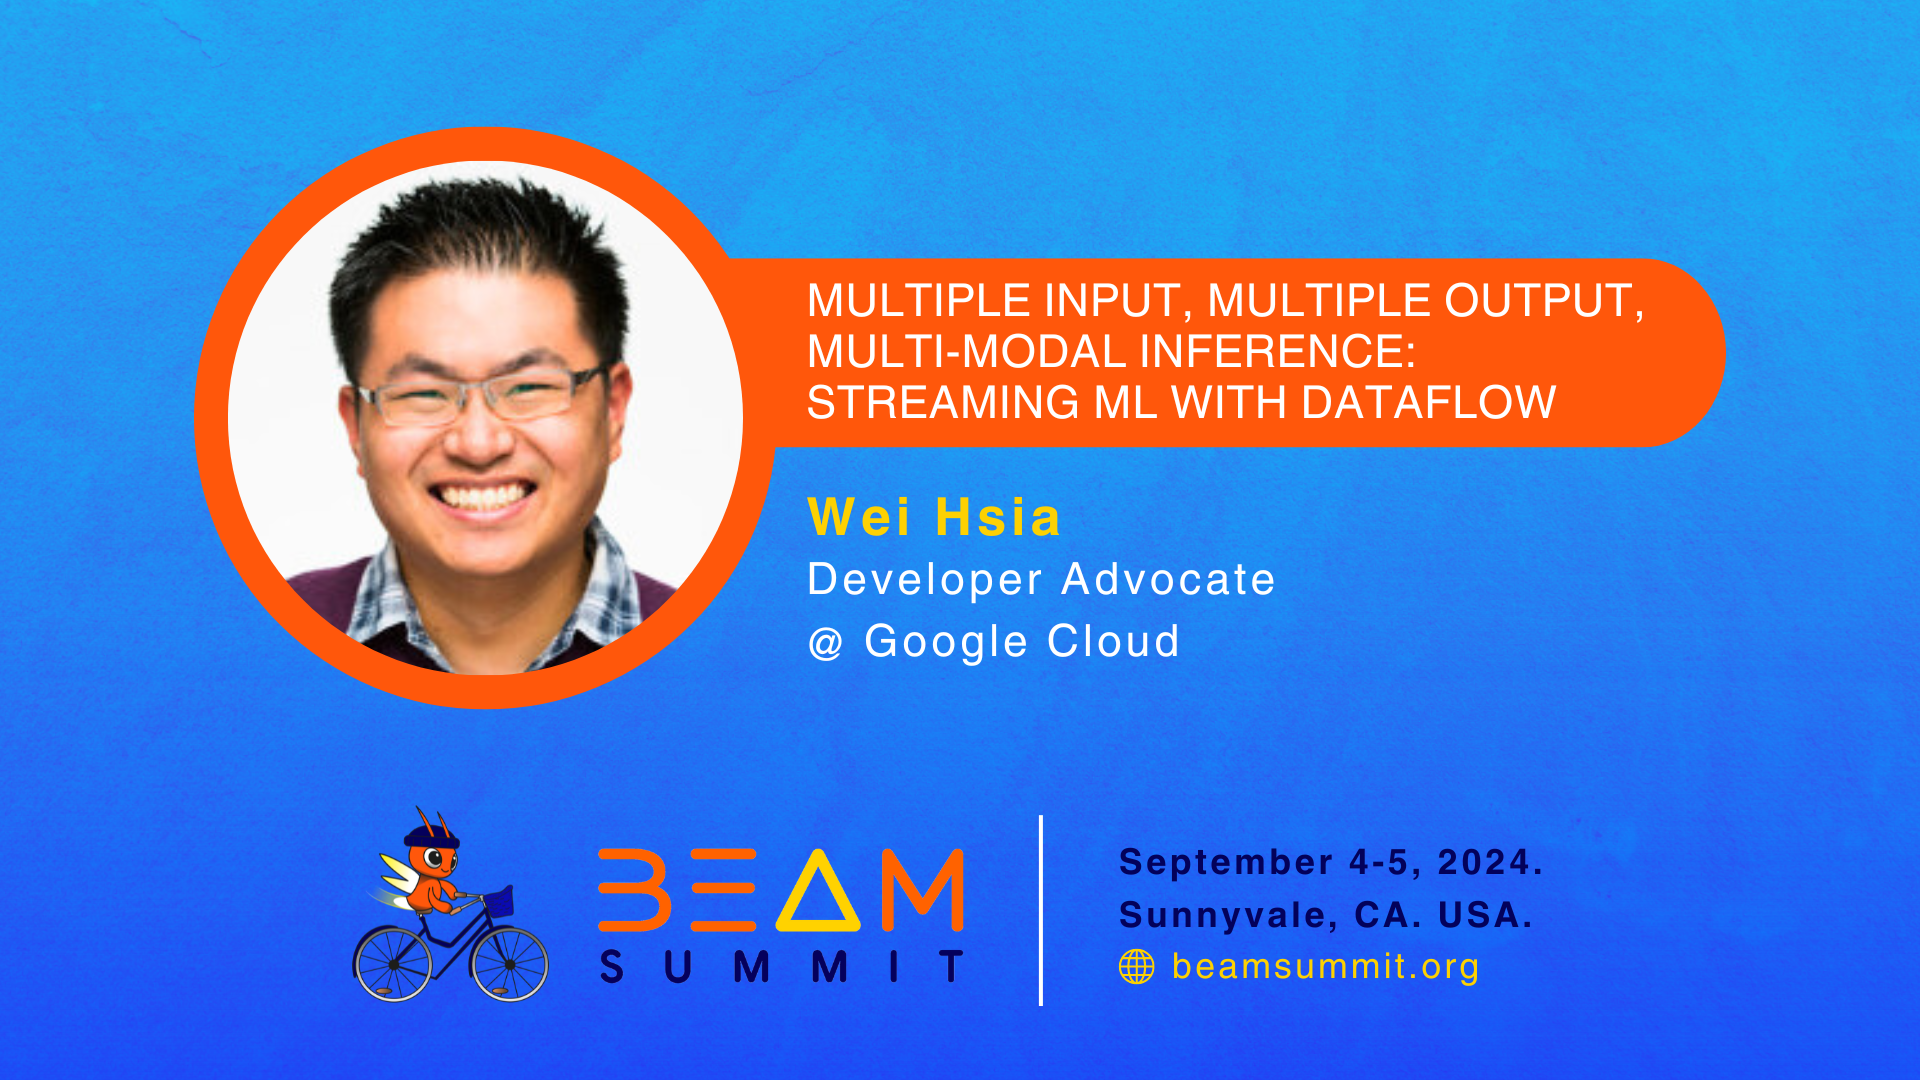 MULTIPLE INPUT, MULTIPLE OUTPUT,
MULTI-MODAL INFERENCE:
STREAMING ML WITH DATAFLOW
Wei Hsia
Developer Advocate
@ Google Cloud
BEAM
SUMMIT
September 4-5, 2024.
Sunnyvale, CA. USA.
beamsummit.org